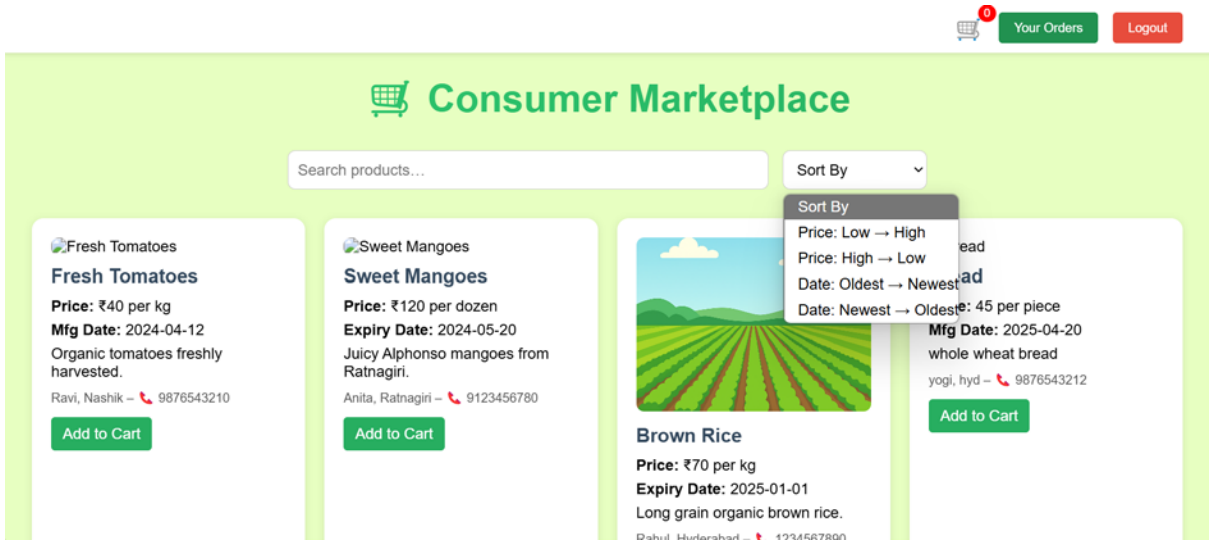 0
Your Orders
Logout
Consumer Marketplace
Search products...
Sort By
Sort By
Price: Low → High
Price: High → Low
Date: Oldest → Newest
Date: Newest → Oldest
Fresh Tomatoes
Fresh Tomatoes
Price: ₹40 per kg
Mfg Date: 2024-04-12
Organic tomatoes freshly
harvested.
Ravi, Nashik – 📞 9876543210
Add to Cart
Sweet Mangoes
Sweet Mangoes
Price: ₹120 per dozen
Expiry Date: 2024-05-20
Juicy Alphonso mangoes from
Ratnagiri.
Anita, Ratnagiri – 📞 9123456780
Add to Cart
Brown Rice
Price: ₹70 per kg
Expiry Date: 2025-01-01
Long grain organic brown rice.
Rahul, Hyderabad – 📞 1234567890
45 per piece
Mfg Date: 2025-04-20
whole wheat bread
yogi, hyd – 📞 9876543212
Add to Cart